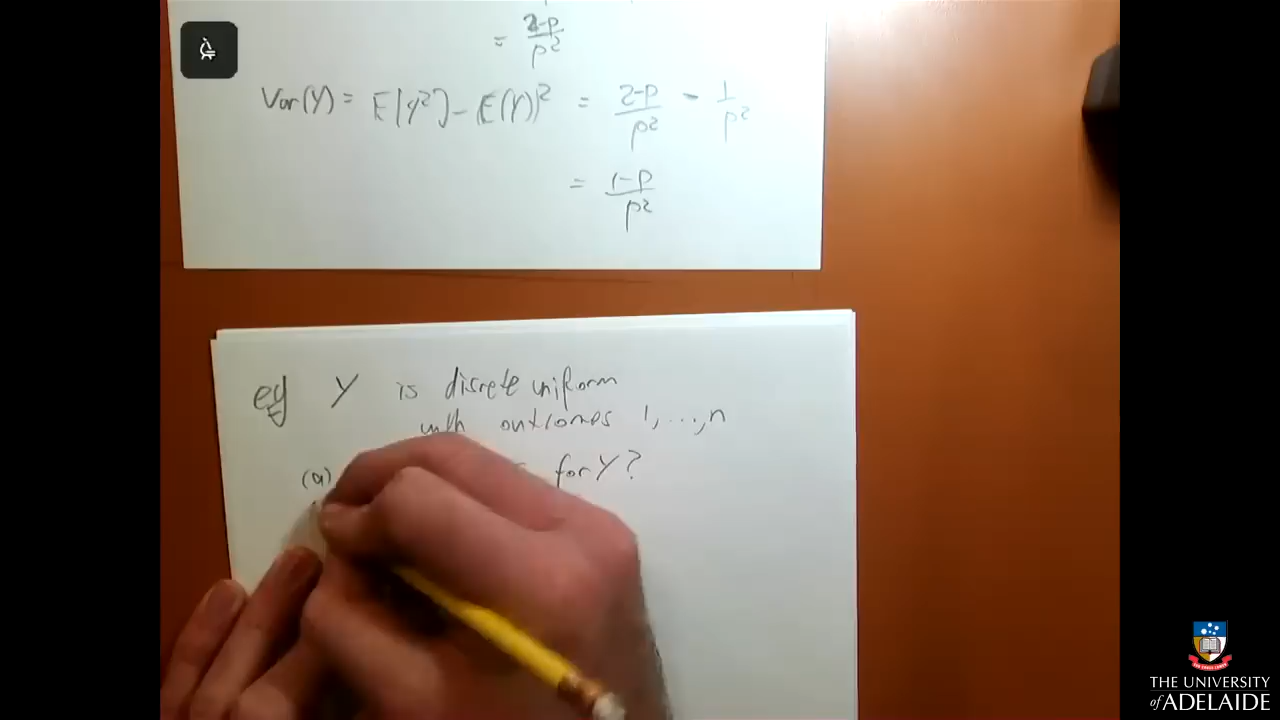 = 2-p/p²
Var(Y) = E(Y²) - (E(Y))² = 2-p/p² - 1/p²
= 1-p/p²
eg Y is discrete uniform
with outcomes 1, ..., n
(a) for Y?
THE UNIVERSITY
of ADELAIDE